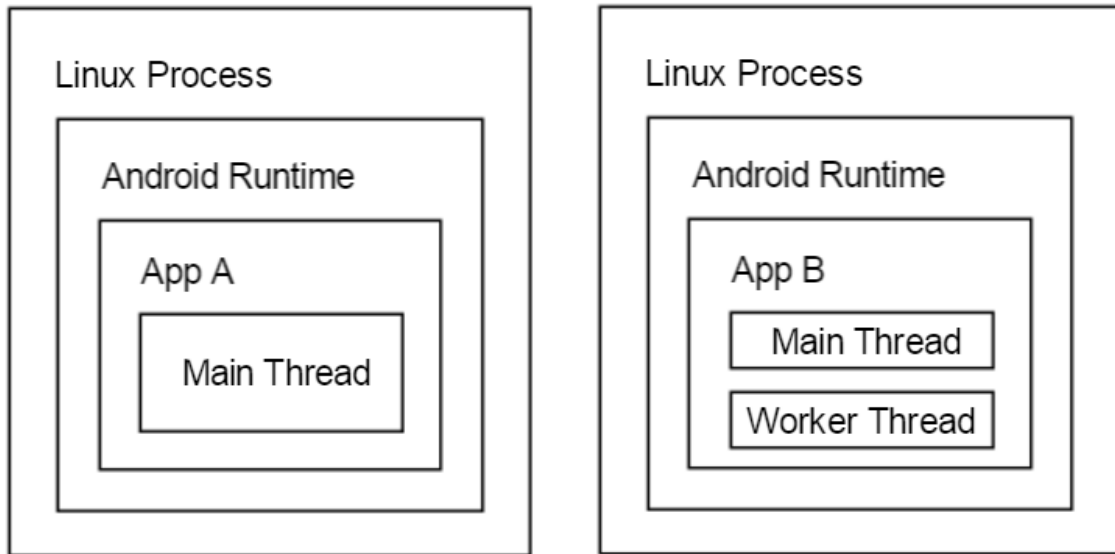 Linux Process
Android Runtime
App A
Main Thread
Linux Process
Android Runtime
App B
Main Thread
Worker Thread